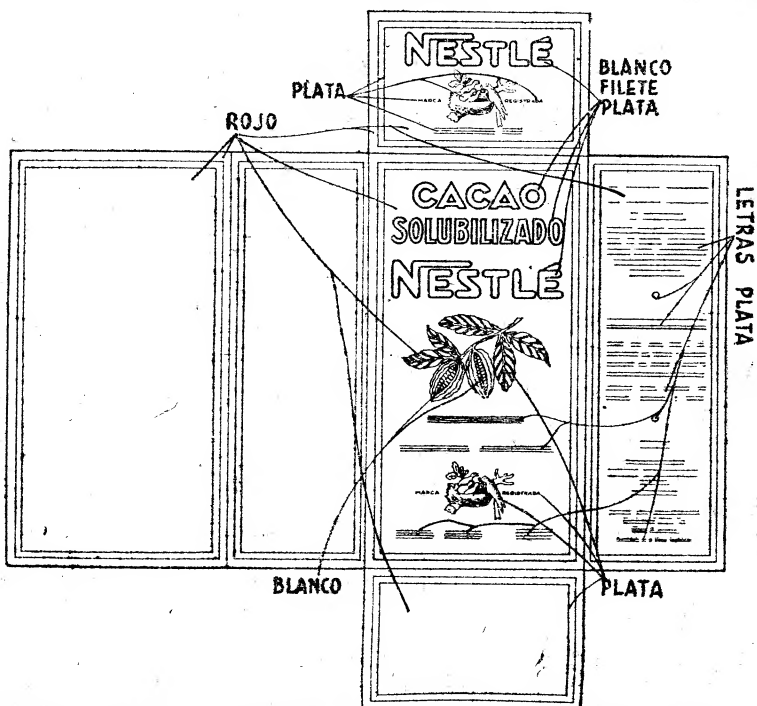 NESTLÉ
MARCA REGISTRADA
PLATA
BLANCO
FILETE
PLATA
ROJO
CACAO
SOLUBILIZADO
NESTLÉ
LETRAS PLATA
MARCA REGISTRADA
BLANCO
PLATA